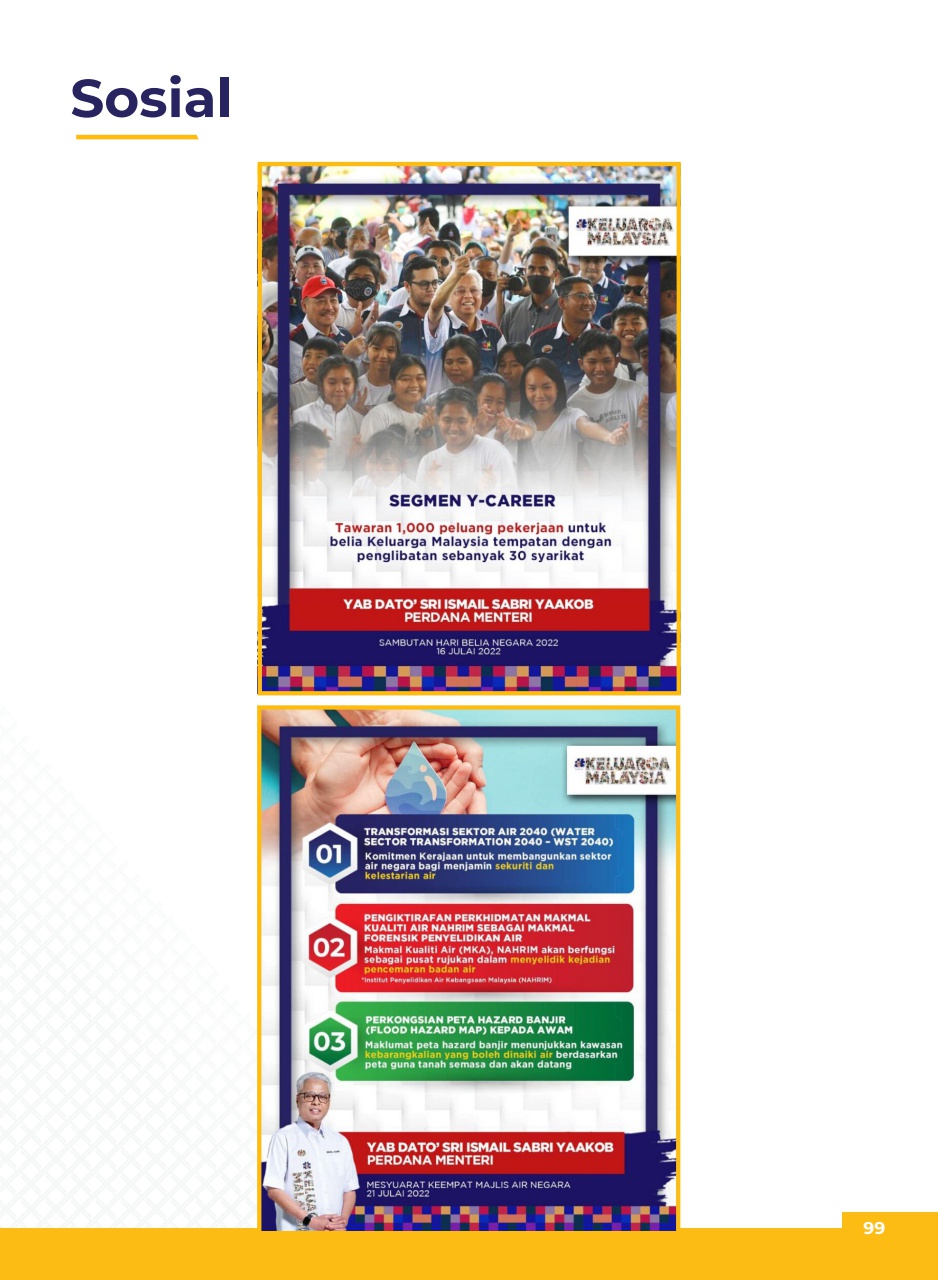 Sosial
#KELUARGA
MALAYSIA
SEGMEN Y-CAREER
Tawaran 1,000 peluang pekerjaan untuk
belia Keluarga Malaysia tempatan dengan
penglibatan sebanyak 30 syarikat
YAB DATO' SRI ISMAIL SABRI YAAKOB
PERDANA MENTERI
SAMBUTAN HARI BELIA NEGARA 2022
16 JULAI 2022
#KELUARGA
MALAYSIA
01
TRANSFORMASI SEKTOR AIR 2040 (WATER
SECTOR TRANSFORMATION 2040 – WST 2040)
Komitmen Kerajaan untuk membangunkan sektor
air negara bagi menjamin sekuriti dan
kelestarian air
02
PENGIKTIRAFAN PERKHIDMATAN MAKMAL
KUALITI AIR NAHRIM SEBAGAI MAKMAL
FORENSIK PENYELIDIKAN AIR
Makmal Kualiti Air (MKA), NAHRIM akan berfungsi
sebagai pusat rujukan dalam menyelidik kejadian
pencemaran badan air
*Institut Penyelidikan Air Kebangsaan Malaysia (NAHRIM)
03
PERKONGSIAN PETA HAZARD BANJIR
(FLOOD HAZARD MAP) KEPADA AWAM
Maklumat peta hazard banjir menunjukkan kawasan
kebarangkalian yang boleh dinaiki air berdasarkan
peta guna tanah semasa dan akan datang
YAB DATO' SRI ISMAIL SABRI YAAKOB
PERDANA MENTERI
MESYUARAT KEEMPAT MAJLIS AIR NEGARA
21 JULAI 2022
99